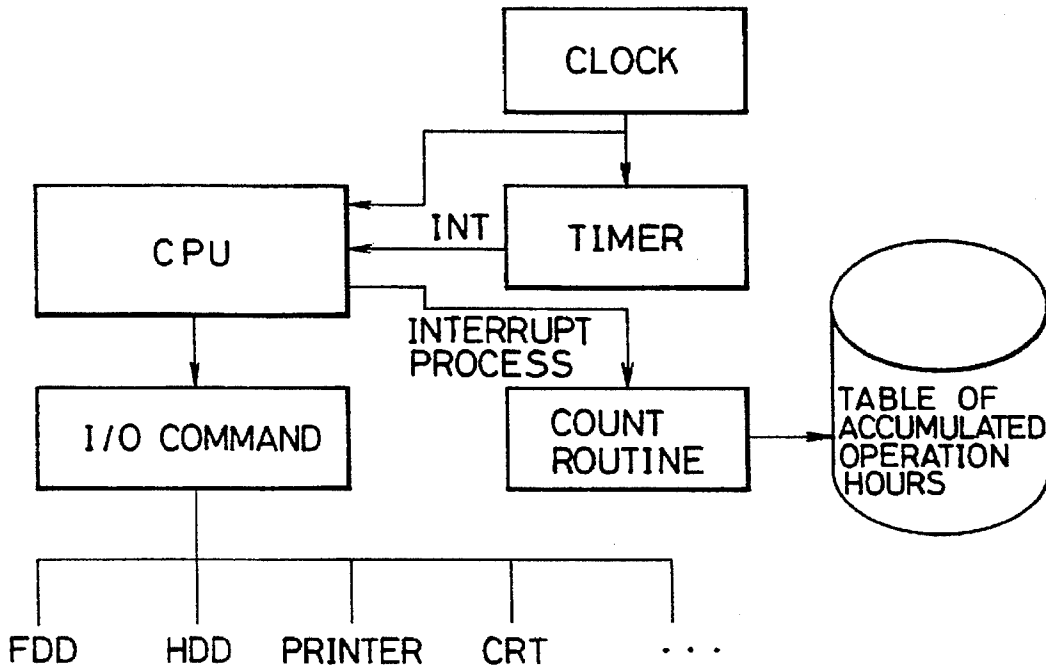 CLOCK
CPU
INT
TIMER
INTERRUPT
PROCESS
I/O COMMAND
COUNT
ROUTINE
TABLE OF
ACCUMULATED
OPERATION
HOURS
FDD
HDD
PRINTER
CRT
...